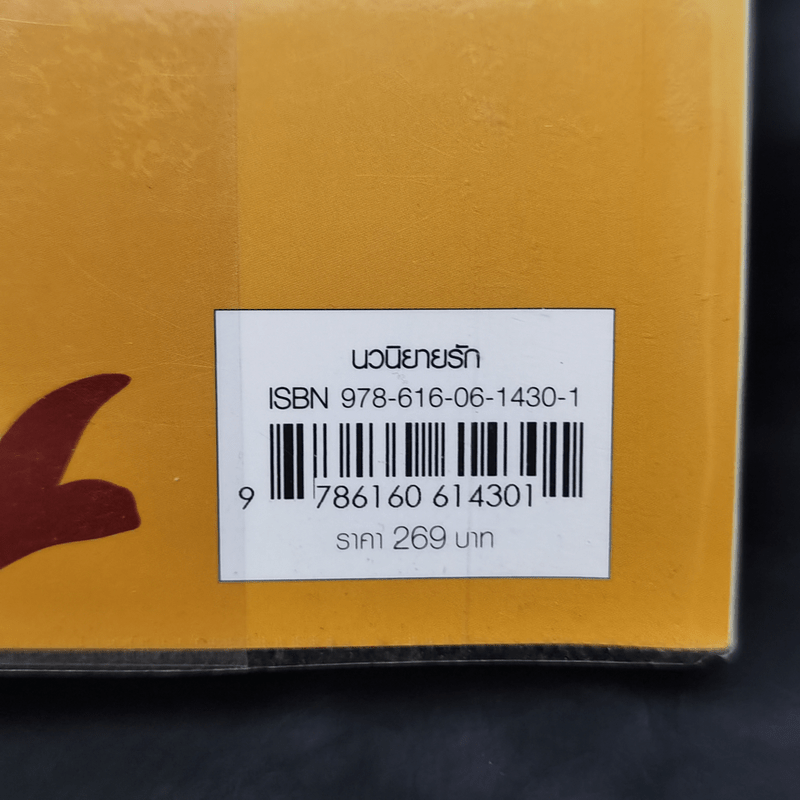 นวนิยายรัก
ISBN 978-616-06-1430-1
9 786160 614301
ราคา 269 บาท